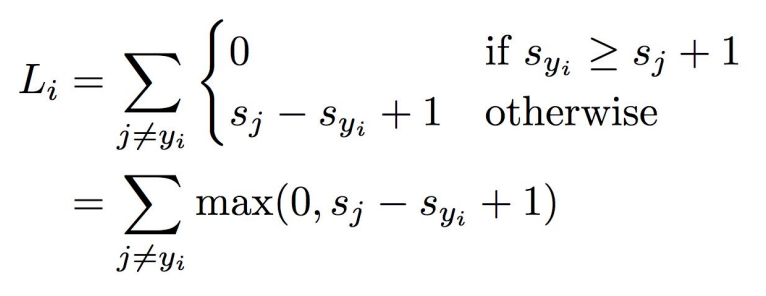 L_i = \sum_{j \neq y_i} \begin{cases} 0 & \text{if } s_{y_i} \geq s_j + 1 \\ s_j - s_{y_i} + 1 & \text{otherwise} \end{cases}
= \sum_{j \neq y_i} \max(0, s_j - s_{y_i} + 1)